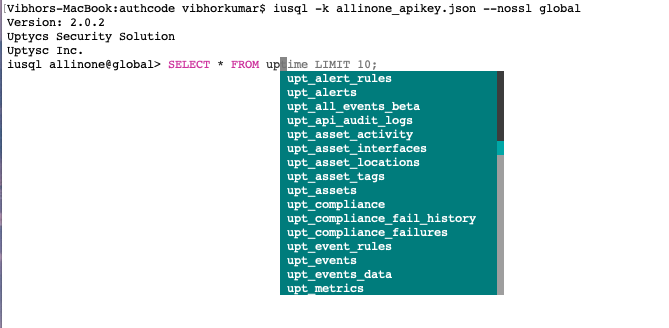 [Vibhors-MacBook:authcode vibhorkumar$ iusql -k allinone_apikey.json --nossl global
Version: 2.0.2
Uptycs Security Solution
Uptysc Inc.
iusql allinone@global> SELECT * FROM uptime LIMIT 10;
upt_alert_rules
upt_alerts
upt_all_events_beta
upt_api_audit_logs
upt_asset_activity
upt_asset_interfaces
upt_asset_locations
upt_asset_tags
upt_assets
upt_compliance
upt_compliance_fail_history
upt_compliance_failures
upt_event_rules
upt_events
upt_events_data
upt_metrics